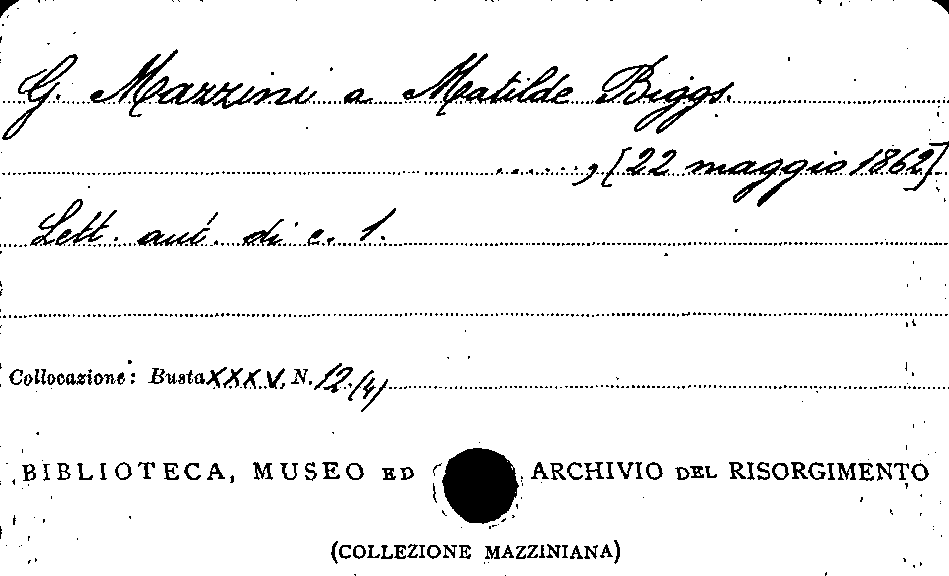 G. Mazzini a Matilde Biggs.
....., [22 maggio 1862]
Lett. aut. di c. 1.
Collocazione: Busta XXXV, N. 12 (4)
BIBLIOTECA, MUSEO ED ARCHIVIO DEL RISORGIMENTO
(COLLEZIONE MAZZINIANA)